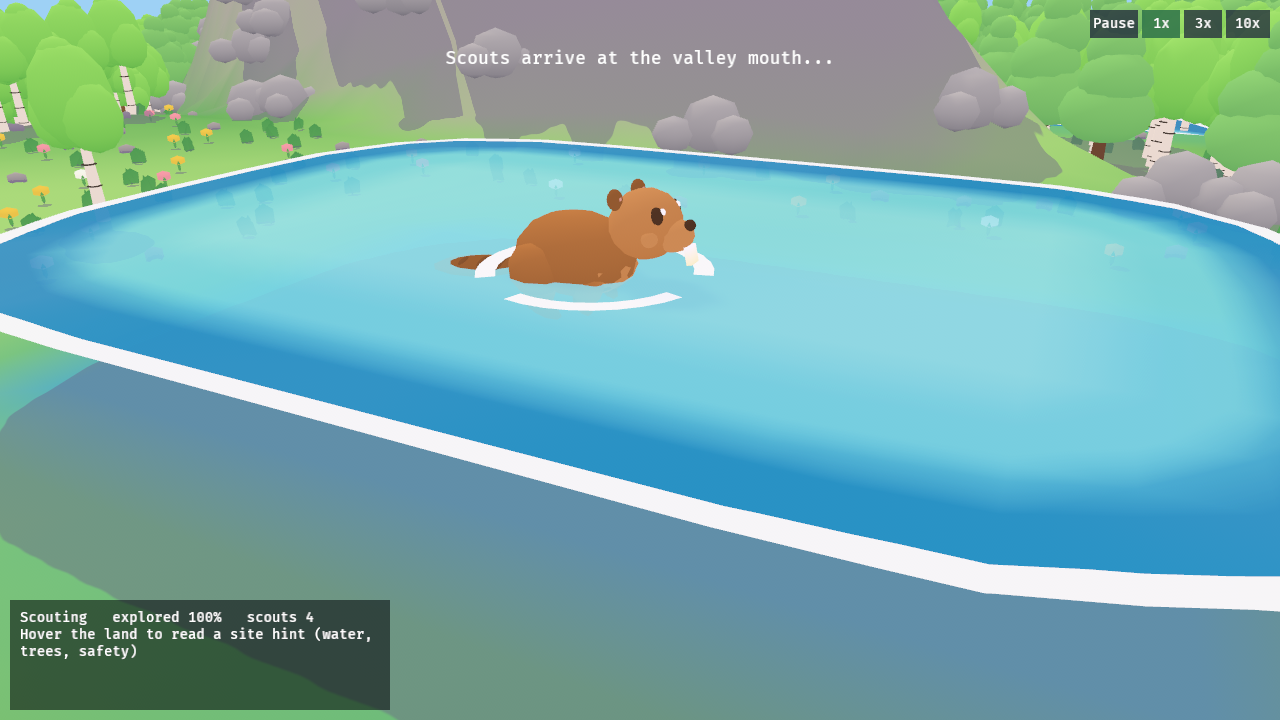 Pause 1x 3x 10x
Scouts arrive at the valley mouth...
Scouting explored 100% scouts 4
Hover the land to read a site hint (water,
trees, safety)